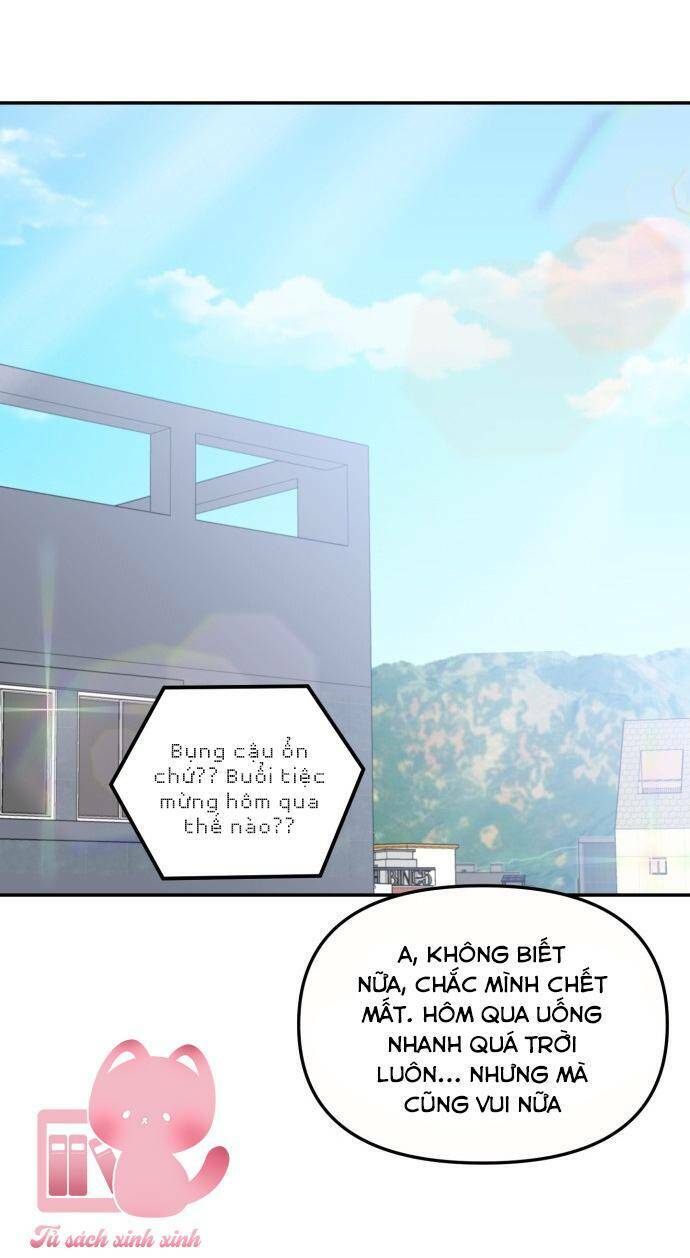 Bụng cậu ổn
chứ?? Buổi tiệc
mừng hôm qua
thế nào??
BING5
A, KHÔNG BIẾT
NỮA, CHẮC MÌNH CHẾT
MẤT. HÔM QUA UỐNG
NHANH QUÁ TRỜI
LUÔN... NHƯNG MÀ
CŨNG VUI NỮA
Tủ sách xinh xinh